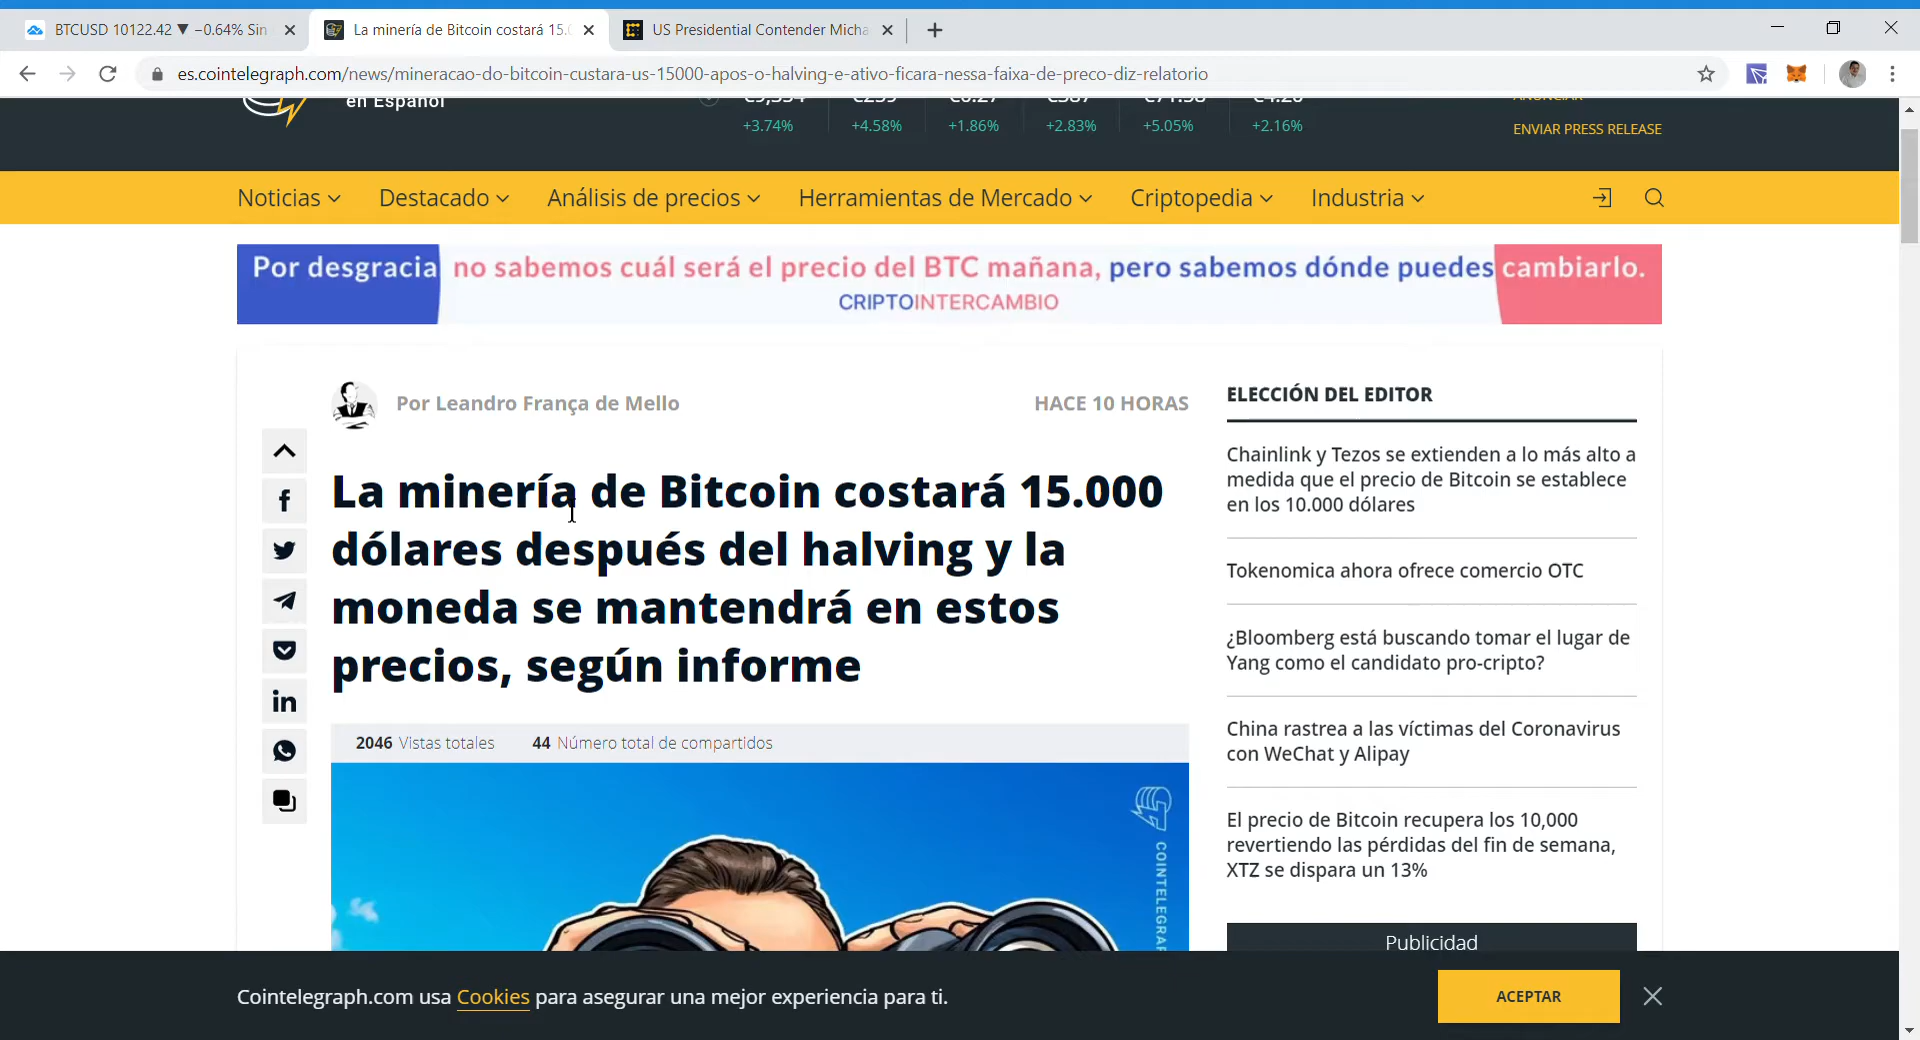 BTCUSD 10122.42 ▼ −0.64% Sin
La minería de Bitcoin costará 15.0
US Presidential Contender Micha
es.cointelegraph.com/news/mineracao-do-bitcoin-custara-us-15000-apos-o-halving-e-ativo-ficara-nessa-faixa-de-preco-diz-relatorio
en Español
+3.74%
+4.58%
+1.86%
+2.83%
+5.05%
+2.16%
ANUNCIAR
ENVIAR PRESS RELEASE
Noticias
Destacado
Análisis de precios
Herramientas de Mercado
Criptopedia
Industria
Por desgracia no sabemos cuál será el precio del BTC mañana, pero sabemos dónde puedes cambiarlo.
CRIPTOINTERCAMBIO
Por Leandro França de Mello
HACE 10 HORAS
La minería de Bitcoin costará 15.000
dólares después del halving y la
moneda se mantendrá en estos
precios, según informe
2046 Vistas totales
44 Número total de compartidos
COINTELEGRAP
ELECCIÓN DEL EDITOR
Chainlink y Tezos se extienden a lo más alto a
medida que el precio de Bitcoin se establece
en los 10.000 dólares
Tokenomica ahora ofrece comercio OTC
¿Bloomberg está buscando tomar el lugar de
Yang como el candidato pro-cripto?
China rastrea a las víctimas del Coronavirus
con WeChat y Alipay
El precio de Bitcoin recupera los 10,000
revertiendo las pérdidas del fin de semana,
XTZ se dispara un 13%
Publicidad
Cointelegraph.com usa Cookies para asegurar una mejor experiencia para ti.
ACEPTAR